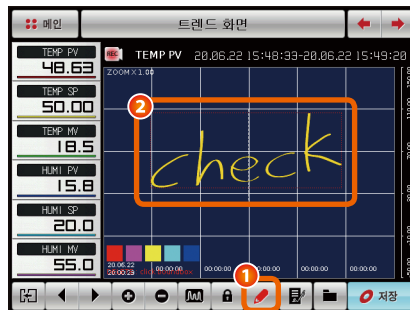 메인
트렌드 화면
TEMP PV
48.63
TEMP SP
50.00
TEMP MV
18.5
HUMI PV
15.8
HUMI SP
20.0
HUMI MV
55.0
REC TEMP PV 20.06.22 15:48:39-20.06.22 15:49:20
ZOOM X 1.00
2
check
20.06.22
20:00:29
00:00:00 00:00:00 00:00:00 00:00:00 00:00:00
1
저장